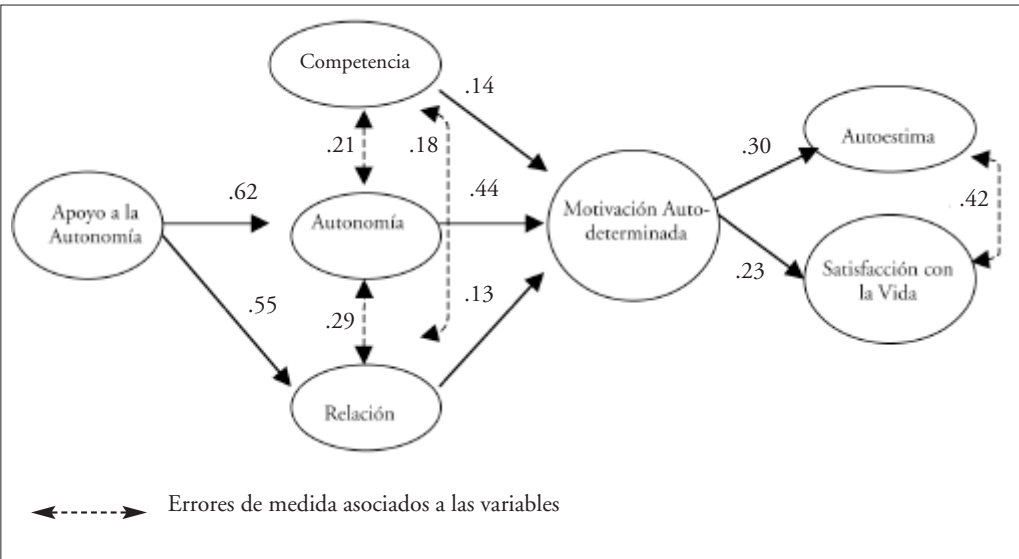 Competencia
.14
.21
.18
Autoestima
.30
.62
.44
Apoyo a la
Autonomía
Autonomía
Motivación Auto-
determinada
.42
.23
Satisfacción con
la Vida
.55
.29
.13
Relación
Errores de medida asociados a las variables